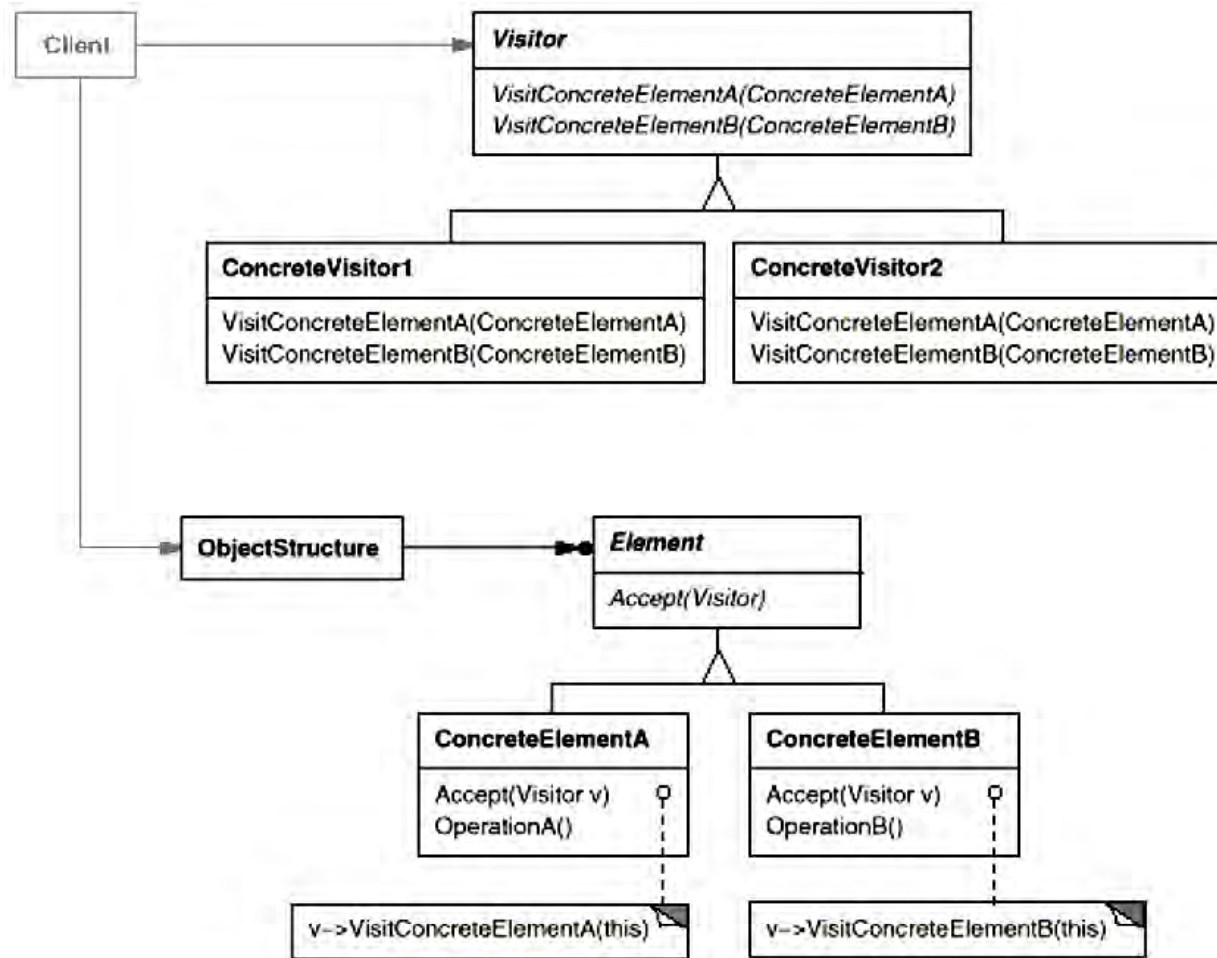 Client
Visitor
VisitConcreteElementA(ConcreteElementA)
VisitConcreteElementB(ConcreteElementB)
ConcreteVisitor1
VisitConcreteElementA(ConcreteElementA)
VisitConcreteElementB(ConcreteElementB)
ConcreteVisitor2
VisitConcreteElementA(ConcreteElementA)
VisitConcreteElementB(ConcreteElementB)
ObjectStructure
Element
Accept(Visitor)
ConcreteElementA
Accept(Visitor v)
OperationA()
ConcreteElementB
Accept(Visitor v)
OperationB()
v->VisitConcreteElementA(this)
v->VisitConcreteElementB(this)